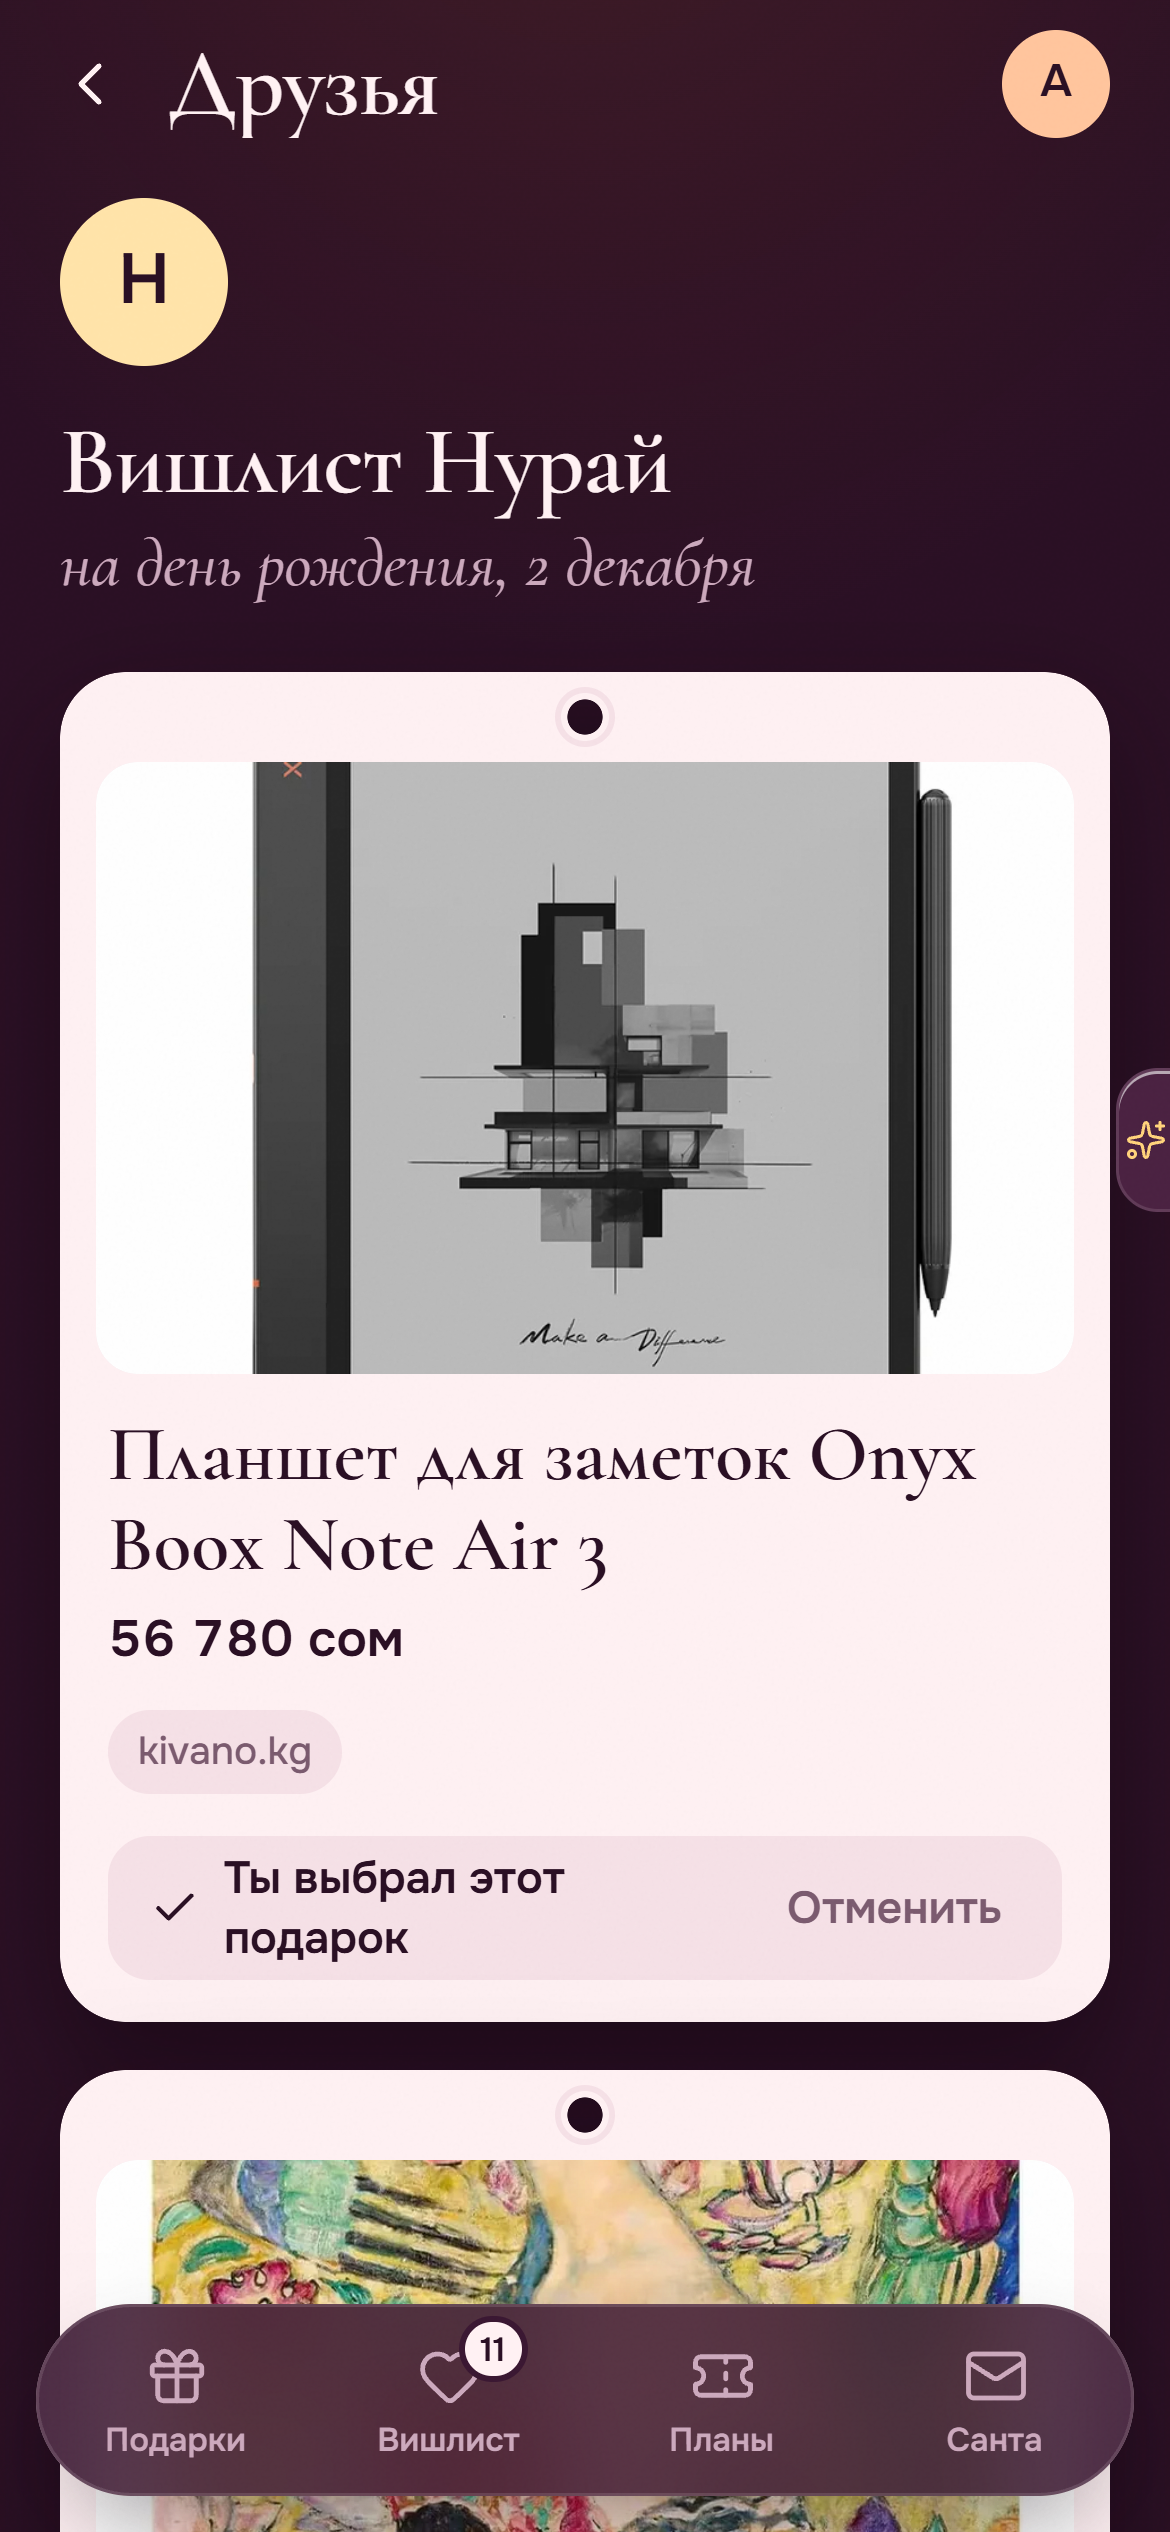 Друзья
А
Н
Вишлист Нурай
на день рождения, 2 декабря
Make a Difference
Планшет для заметок Onyx
Boox Note Air 3
56 780 сом
kivano.kg
Ты выбрал этот
подарок
Отменить
11
Подарки
Вишлист
Планы
Санта